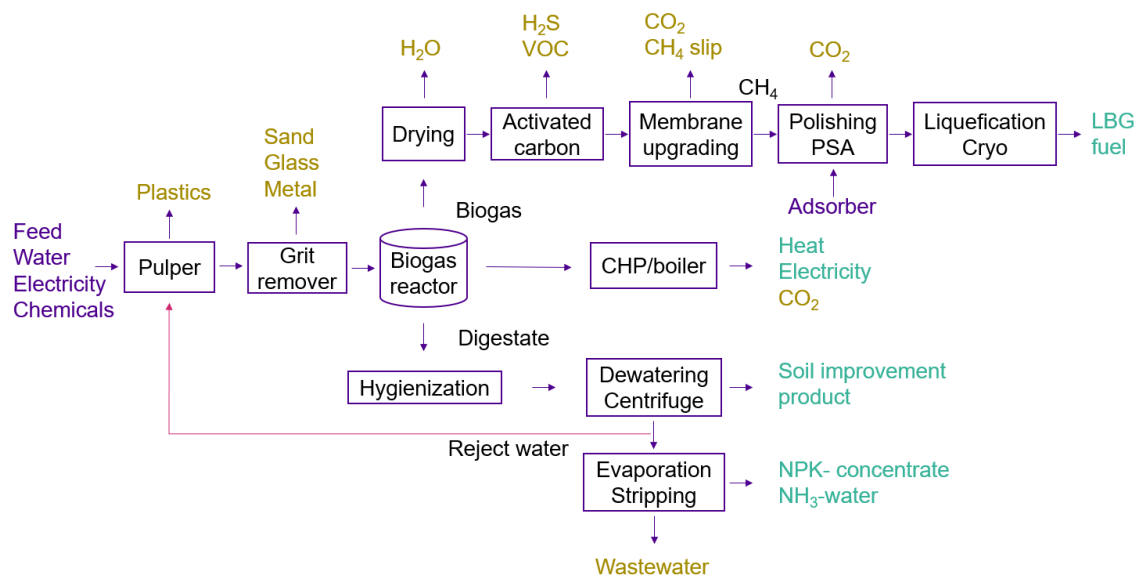 H₂O
H₂S
VOC
CO₂
CH₄ slip
CO₂
CH₄
Drying
Activated
carbon
Membrane
upgrading
Polishing
PSA
Liquefication
Cryo
LBG
fuel
Sand
Glass
Metal
Plastics
Biogas
Adsorber
Feed
Water
Electricity
Chemicals
Pulper
Grit
remover
Biogas
reactor
CHP/boiler
Heat
Electricity
CO₂
Digestate
Hygienization
Dewatering
Centrifuge
Soil improvement
product
Reject water
Evaporation
Stripping
NPK- concentrate
NH₃-water
Wastewater